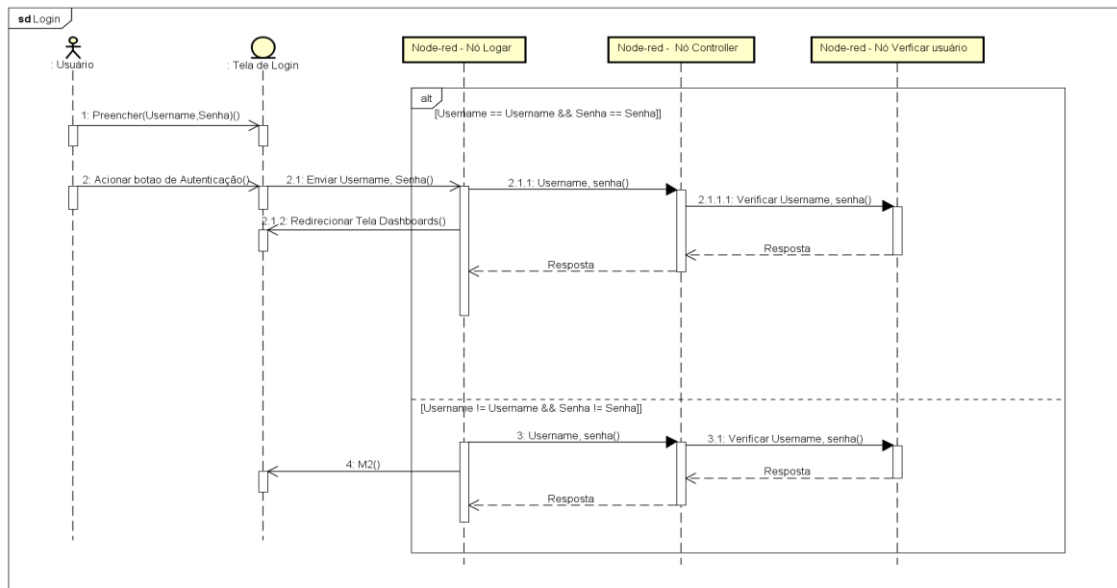 sd Login
: Usuário
: Tela de Login
Node-red - Nó Logar
Node-red - Nó Controller
Node-red - Nó Verficar usuário
alt
[Username == Username && Senha == Senha]]
1: Preencher(Username,Senha)()
2: Acionar botao de Autenticação()
2.1: Enviar Username, Senha()
2.1.1: Username, senha()
2.1.1.1: Verificar Username, senha()
2.1.2: Redirecionar Tela Dashboards()
Resposta
Resposta
[Username != Username && Senha != Senha]]
3: Username, senha()
3.1: Verificar Username, senha()
4: M2()
Resposta
Resposta